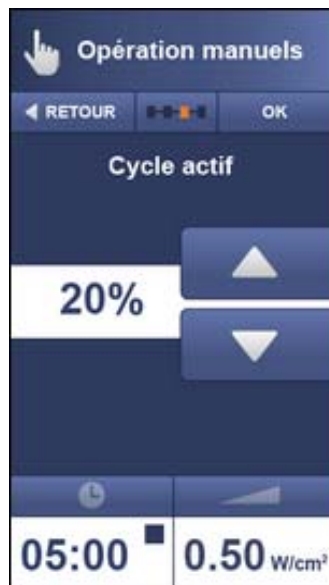 Opération manuels
RETOUR OK
Cycle actif
20%
05:00 0.50 W/cm²